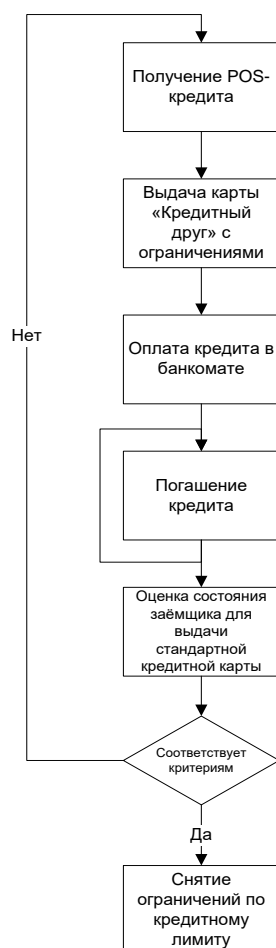 Получение POS-
кредита
Выдача карты
«Кредитный
друг» с
ограничениями
Нет
Оплата кредита в
банкомате
Погашение
кредита
Оценка состояния
заёмщика для
выдачи
стандартной
кредитной карты
Соответствует
критериям
Да
Снятие
ограничений по
кредитному
лимиту